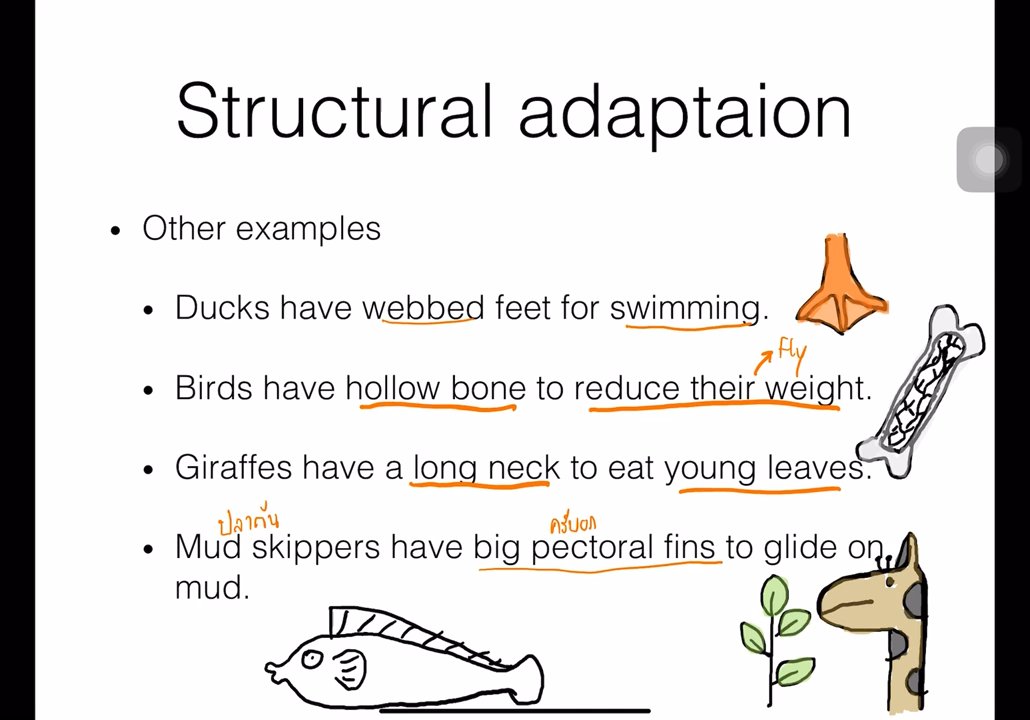 Structural adaptaion
• Other examples
• Ducks have webbed feet for swimming.
fly
• Birds have hollow bone to reduce their weight.
• Giraffes have a long neck to eat young leaves.
ปลาตีน ครีบอก
• Mud skippers have big pectoral fins to glide on
mud.